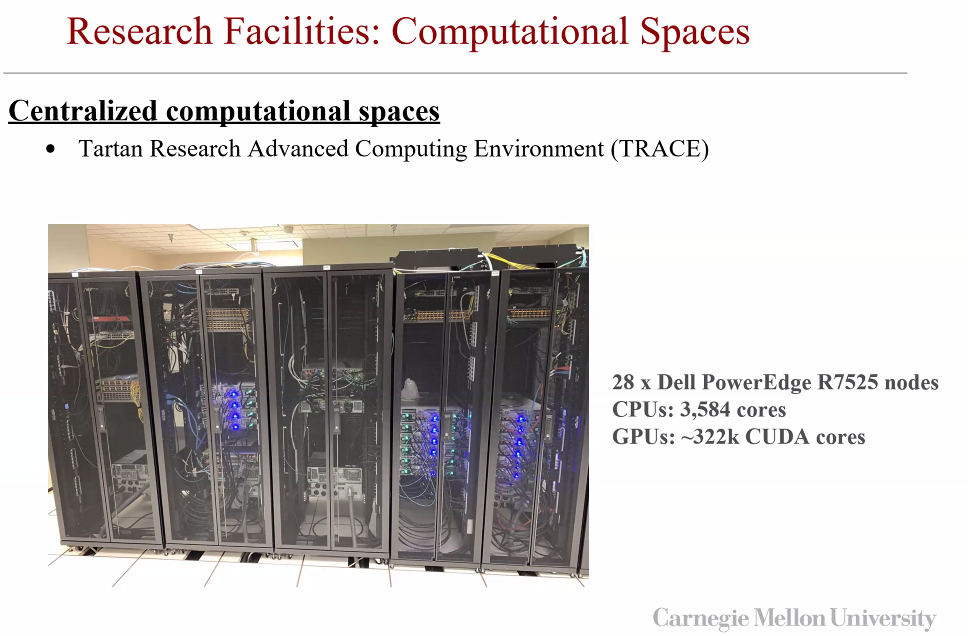 Research Facilities: Computational Spaces
Centralized computational spaces
• Tartan Research Advanced Computing Environment (TRACE)
28 x Dell PowerEdge R7525 nodes
CPUs: 3,584 cores
GPUs: ~322k CUDA cores
Carnegie Mellon University